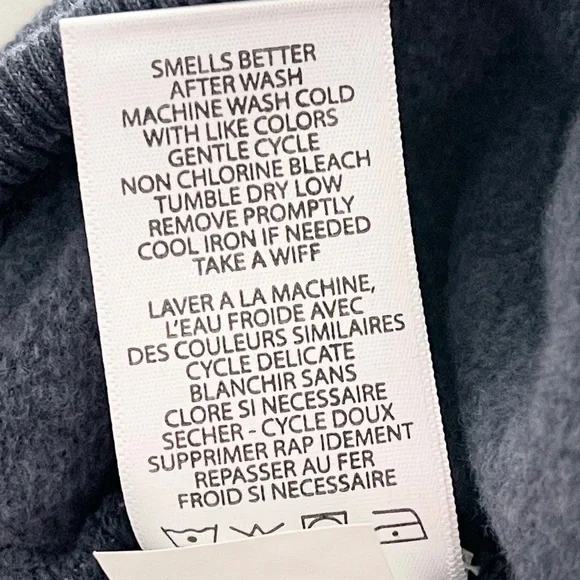 SMELLS BETTER
AFTER WASH
MACHINE WASH COLD
WITH LIKE COLORS
GENTLE CYCLE
NON CHLORINE BLEACH
TUMBLE DRY LOW
REMOVE PROMPTLY
COOL IRON IF NEEDED
TAKE A WIFF
LAVER A LA MACHINE,
L'EAU FROIDE AVEC
DES COULEURS SIMILAIRES
CYCLE DELICATE
BLANCHIR SANS
CLORE SI NECESSAIRE
SECHER - CYCLE DOUX
SUPPRIMER RAP IDEMENT
REPASSER AU FER
FROID SI NECESSAIRE